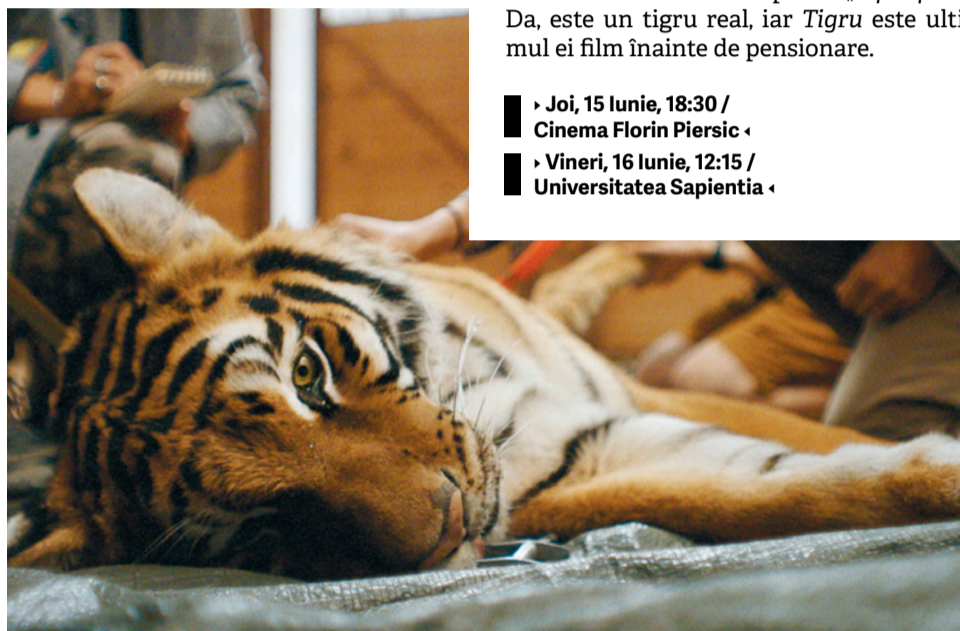 Da, este un tigru real, iar Tigru este ulti
mul ei film înainte de pensionare.
‣ Joi, 15 Iunie, 18:30 /
Cinema Florin Piersic ◂
‣ Vineri, 16 Iunie, 12:15 /
Universitatea Sapientia ◂